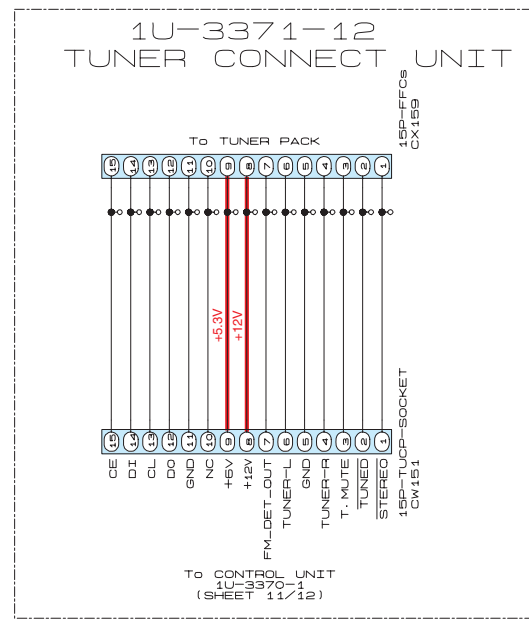 1U-3371-12
TUNER CONNECT UNIT
15P-FFCs
CX159
To TUNER PACK
15 14 13 12 11 10 9 8 7 6 5 4 3 2 1
+5.3V
+12V
15 14 13 12 11 10 9 8 7 6 5 4 3 2 1
CE
DI
CL
DO
GND
NC
+6V
+12V
FM_DET_OUT
TUNER-L
GND
TUNER-R
T. MUTE
TUNED
STEREO
15P-TUCP-SOCKET
CW151
To CONTROL UNIT
1U-3370-1
(SHEET 11/12)